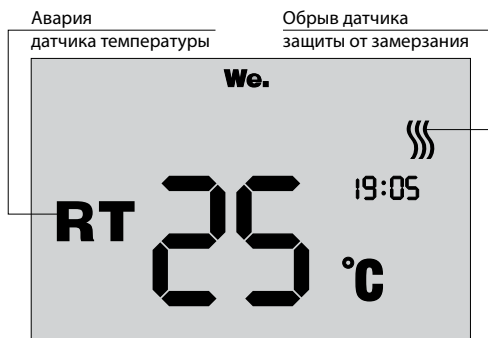 Авария
датчика температуры
Обрыв датчика
защиты от замерзания
We.
19:05
RT 25 °C